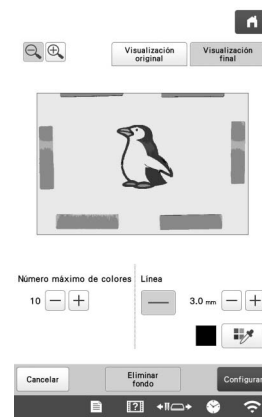 Visualización
original
Visualización
final
Número máximo de colores
Línea
10
3.0 mm
Cancelar
Eliminar
fondo
Configurar